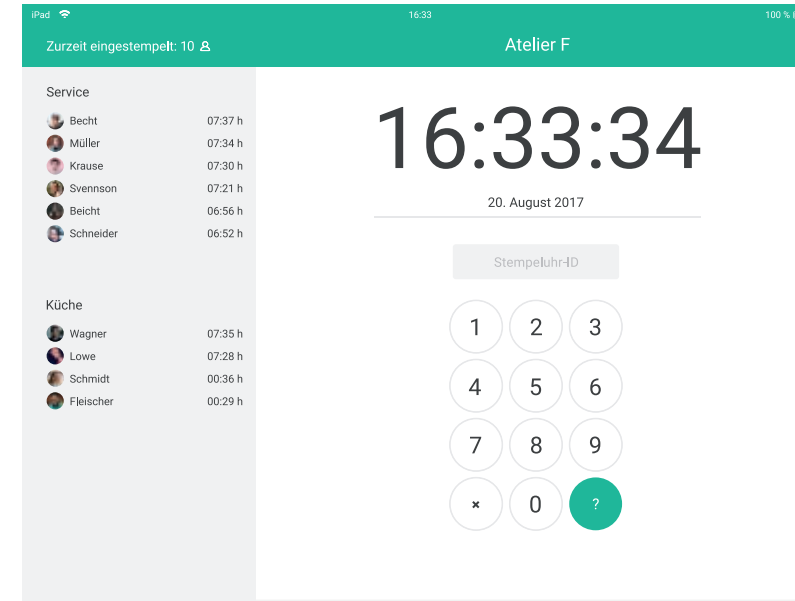 iPad 16:33 100 %
Zurzeit eingestempelt: 10 Atelier F
Service
Becht 07:37 h
Müller 07:34 h
Krause 07:30 h
Svennson 07:21 h
Beicht 06:56 h
Schneider 06:52 h
Küche
Wagner 07:35 h
Lowe 07:28 h
Schmidt 00:36 h
Fleischer 00:29 h
16:33:34
20. August 2017
Stempeluhr-ID
1 2 3
4 5 6
7 8 9
× 0 ?